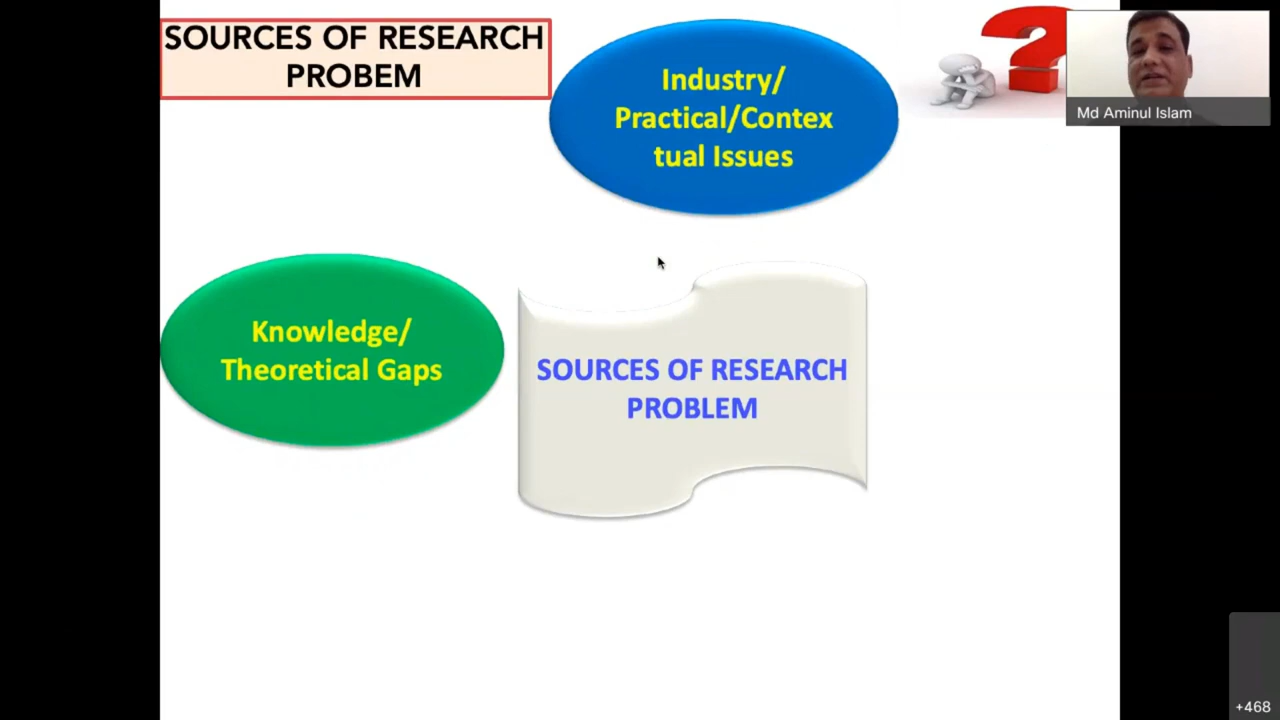 SOURCES OF RESEARCH
PROBEM
Industry/
Practical/Contex
tual Issues
Md Aminul Islam
Knowledge/
Theoretical Gaps
SOURCES OF RESEARCH
PROBLEM
+468